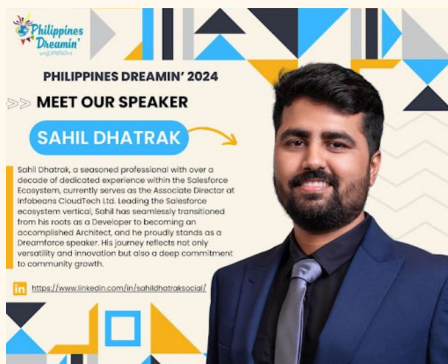 Philippines
Dreamin'
PHILIPPINES DREAMIN' 2024
MEET OUR SPEAKER
SAHIL DHATRAK
Sahil Dhatrak, a seasoned professional with over a
decade of dedicated experience within the Salesforce
Ecosystem, currently serves as the Associate Director at
Infobeans CloudTech Ltd. Leading the Salesforce
ecosystem vertical, Sahil has seamlessly transitioned
from his roots as a Developer to becoming an
accomplished Architect, and he proudly stands as a
Dreamforce speaker. His journey reflects not only
versatility and innovation but also a deep commitment
to community growth.
in https://www.linkedin.com/in/sahildhatraksocial/